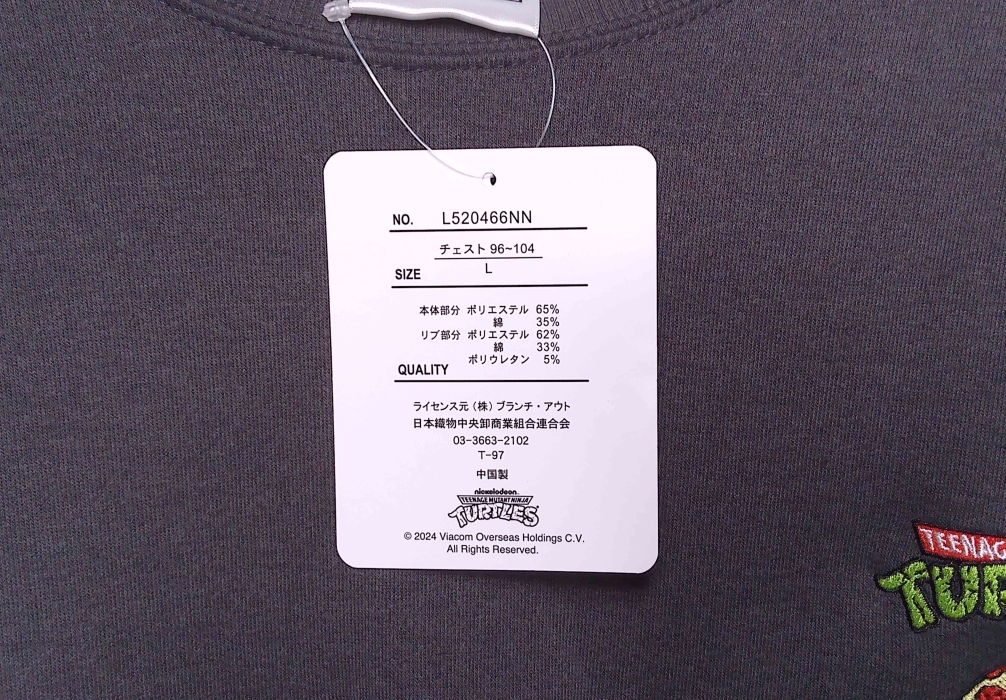 NO. L520466NN
チェスト 96~104
SIZE L
本体部分 ポリエステル 65%
綿 35%
リブ部分 ポリエステル 62%
綿 33%
ポリウレタン 5%
QUALITY
ライセンス元（株）ブランチ・アウト
日本織物中央卸商業組合連合会
03-3663-2102
T-97
中国製
nickelodeon
TEENAGE MUTANT NINJA
TURTLES
© 2024 Viacom Overseas Holdings C.V.
All Rights Reserved.
TEENAG
TUR